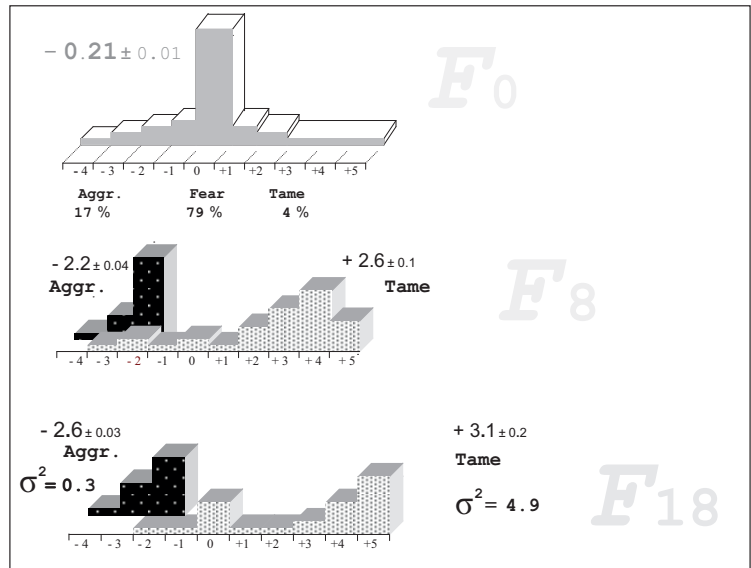 – 0.21 ± 0.01
F0
- 4 - 3 - 2 -1 0 +1 +2 +3 +4 +5
Aggr. Fear Tame
17 % 79 % 4 %
- 2.2 ± 0.04 + 2.6 ± 0.1
Aggr. Tame
F8
- 4 - 3 - 2 -1 0 +1 +2 + 3 + 4 + 5
- 2.6 ± 0.03 + 3.1 ± 0.2
Aggr. Tame
σ² = 0.3 σ² = 4.9
F18
- 4 - 3 - 2 -1 0 +1 +2 +3 +4 +5